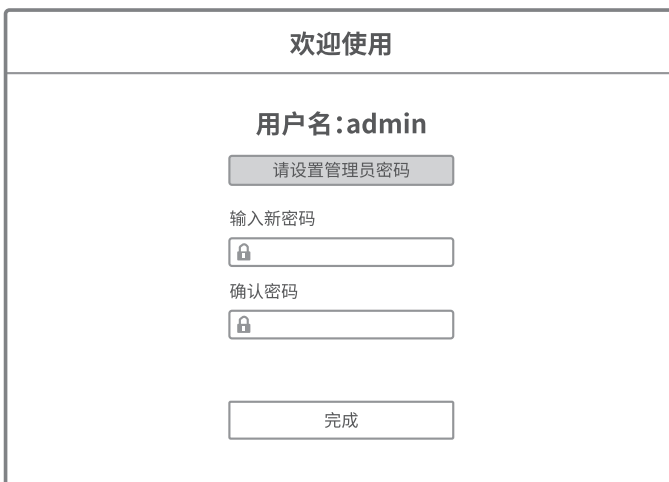 欢迎使用
用户名:admin
请设置管理员密码
输入新密码
确认密码
完成